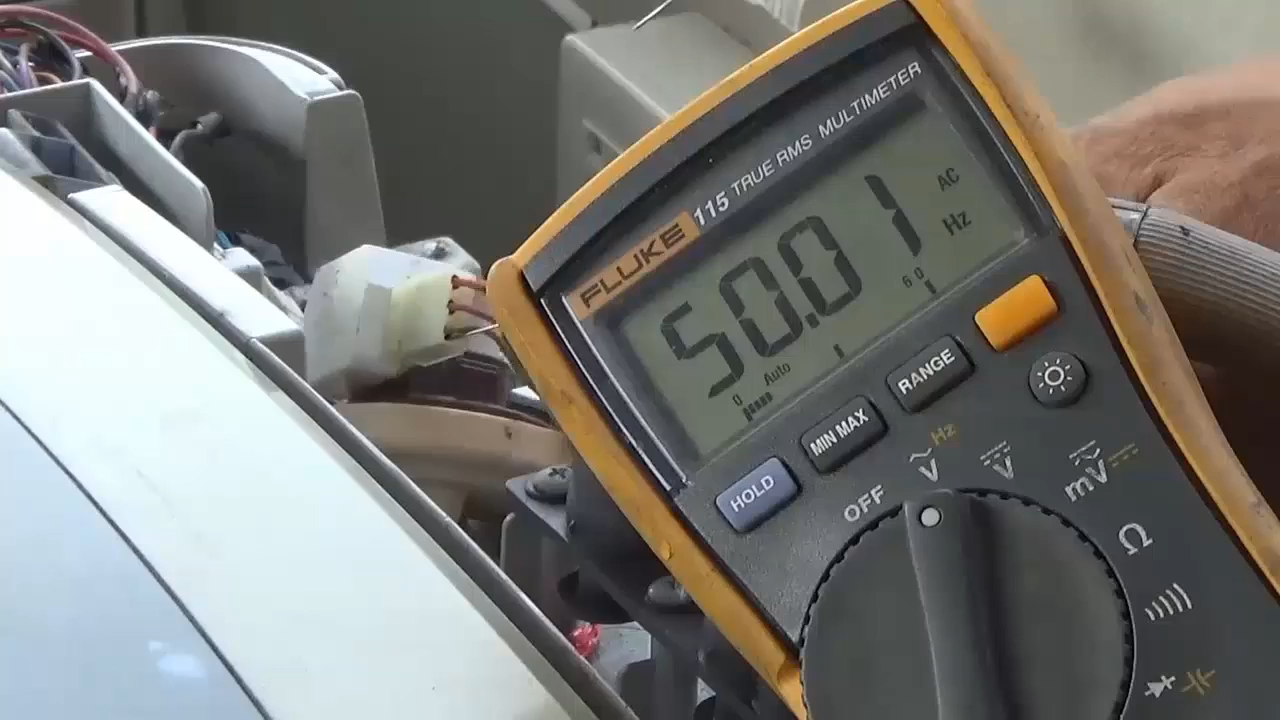 FLUKE 115 TRUE RMS MULTIMETER
50.01 AC
Hz
0 Auto 60
HOLD MIN MAX RANGE
OFF V Hz V mV
Ω